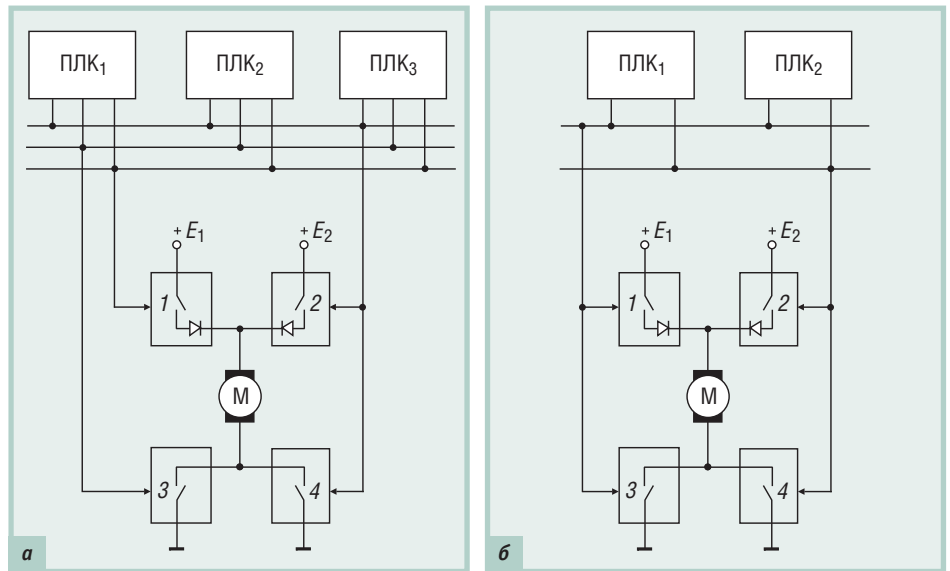 ПЛК1 ПЛК2 ПЛК3
+ E1 + E2
1 2
М
3 4
а
ПЛК1 ПЛК2
+ E1 + E2
1 2
М
3 4
б